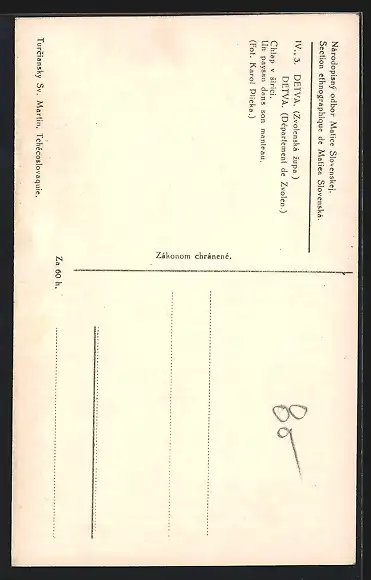 Národopisný odbor Matice Slovenskej.
Section ethnographique de Matica Slovenská.
IV., 3. DETVA. (Zvolenská župa.)
DETVA. (Département de Zvolen.)
Chlap v širici.
Un paysan dans son manteau.
(Fot. Karol Plicka.)
Turčiansky Sv. Martin, Tchécoslovaquie.
Zákonom chránené.
Za 60 h.
80